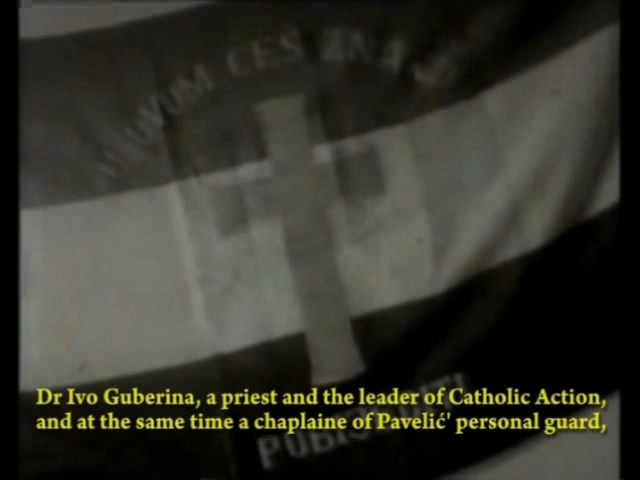 Dr Ivo Guberina, a priest and the leader of Catholic Action,
and at the same time a chaplaine of Pavelić' personal guard,